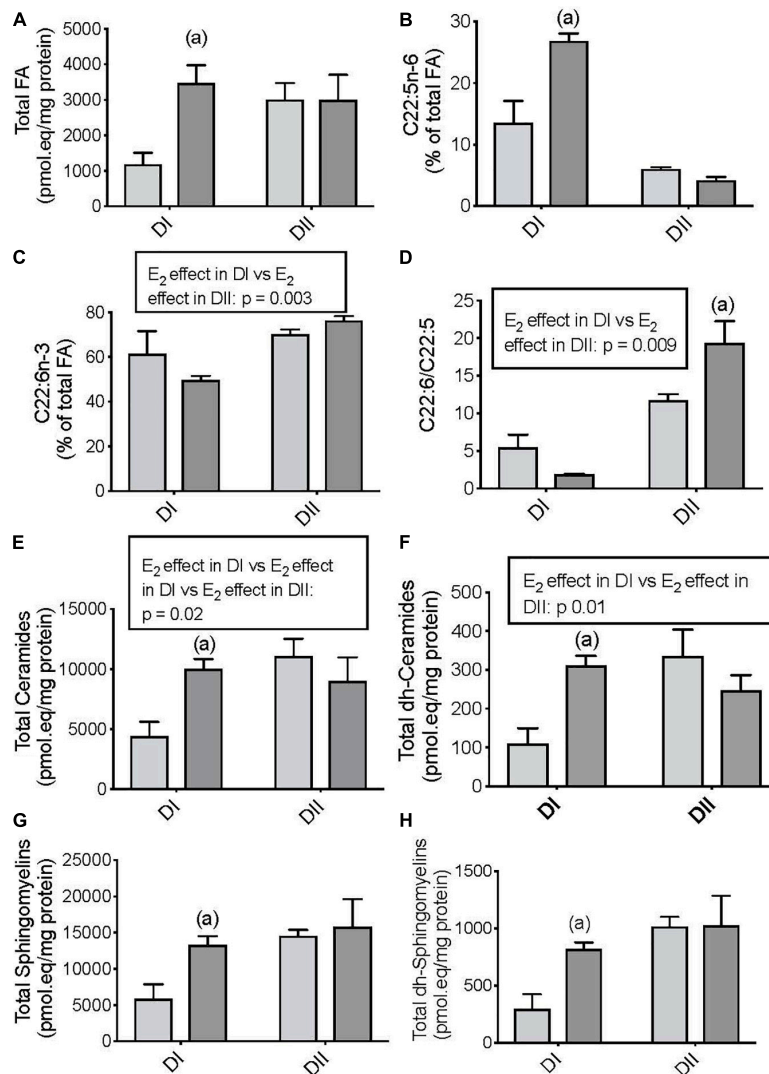 A
Total FA
(pmol.eq/mg protein)
5000
4000
3000
2000
1000
0
(a)
DI
DII
B
C22:5n-6
(% of total FA)
30
20
10
0
(a)
DI
DII
C
E2 effect in DI vs E2
effect in DII: p = 0.003
C22:6n-3
(% of total FA)
80
60
40
20
0
DI
DII
D
E2 effect in DI vs E2
effect in DII: p = 0.009
C22:6/C22:5
25
20
15
10
5
0
(a)
DI
DII
E
E2 effect in DI vs E2 effect
in DI vs E2 effect in DII:
p = 0.02
Total Ceramides
(pmol.eq/mg protein)
15000
10000
5000
0
(a)
DI
DII
F
E2 effect in DI vs E2 effect in
DII: p 0.01
Total dh-Ceramides
(pmol.eq/mg protein)
500
400
300
200
100
0
(a)
DI
DII
G
Total Sphingomyelins
(pmol.eq/mg protein)
25000
20000
15000
10000
5000
0
(a)
DI
DII
H
Total dh-Sphingomyelins
(pmol.eq/mg protein)
1500
1000
500
0
(a)
DI
DII